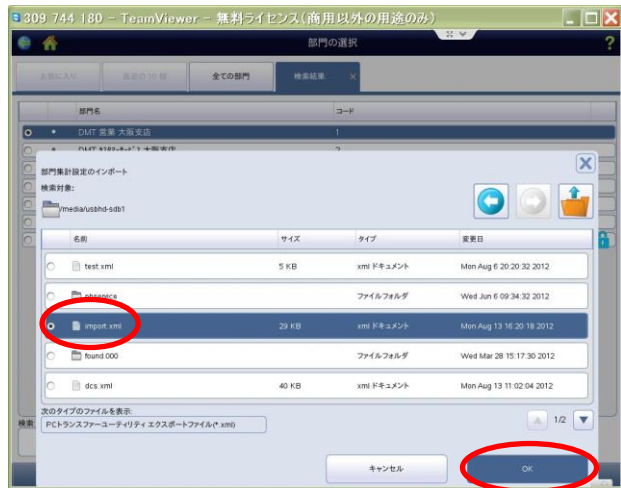 309 744 180 - TeamViewer - 無料ライセンス(商用以外の用途のみ)
部門の選択
?
お気に入り
全ての部門
検索結果
部門名
コード
DMT 営業 大阪支店
1
2
部門集計設定のインポート
検索対象:
/media/usbhd-sdb1
名前
サイズ
タイプ
変更日
test.xml
5 KB
xml ドキュメント
Mon Aug 6 20:20:32 2012
ファイルフォルダ
Wed Jun 6 09:34:32 2012
import.xml
29 KB
xml ドキュメント
Mon Aug 13 16:20:18 2012
found.000
ファイルフォルダ
Wed Mar 28 15:17:30 2012
dcs.xml
40 KB
xml ドキュメント
Mon Aug 13 11:02:04 2012
次のタイプのファイルを表示:
検索
PCトランスファーユーティリティ エクスポートファイル(*.xml)
1/2
キャンセル
OK